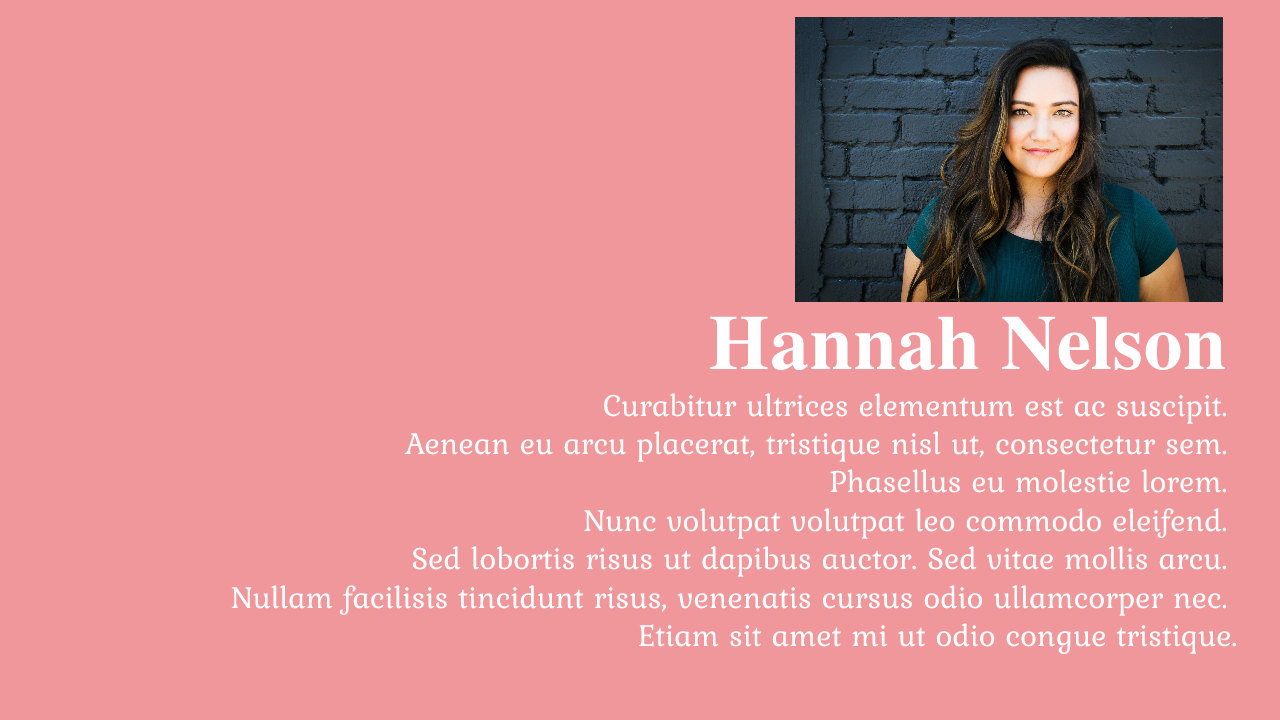 Hannah Nelson
Curabitur ultrices elementum est ac suscipit.
Aenean eu arcu placerat, tristique nisl ut, consectetur sem.
Phasellus eu molestie lorem.
Nunc volutpat volutpat leo commodo eleifend.
Sed lobortis risus ut dapibus auctor. Sed vitae mollis arcu.
Nullam facilisis tincidunt risus, venenatis cursus odio ullamcorper nec.
Etiam sit amet mi ut odio congue tristique.